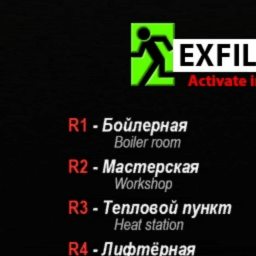 EXFIL
Activate i
R1 - Бойлерная
Boiler room
R2 - Мастерская
Workshop
R3 - Тепловой пункт
Heat station
R4 - Лифтёрная